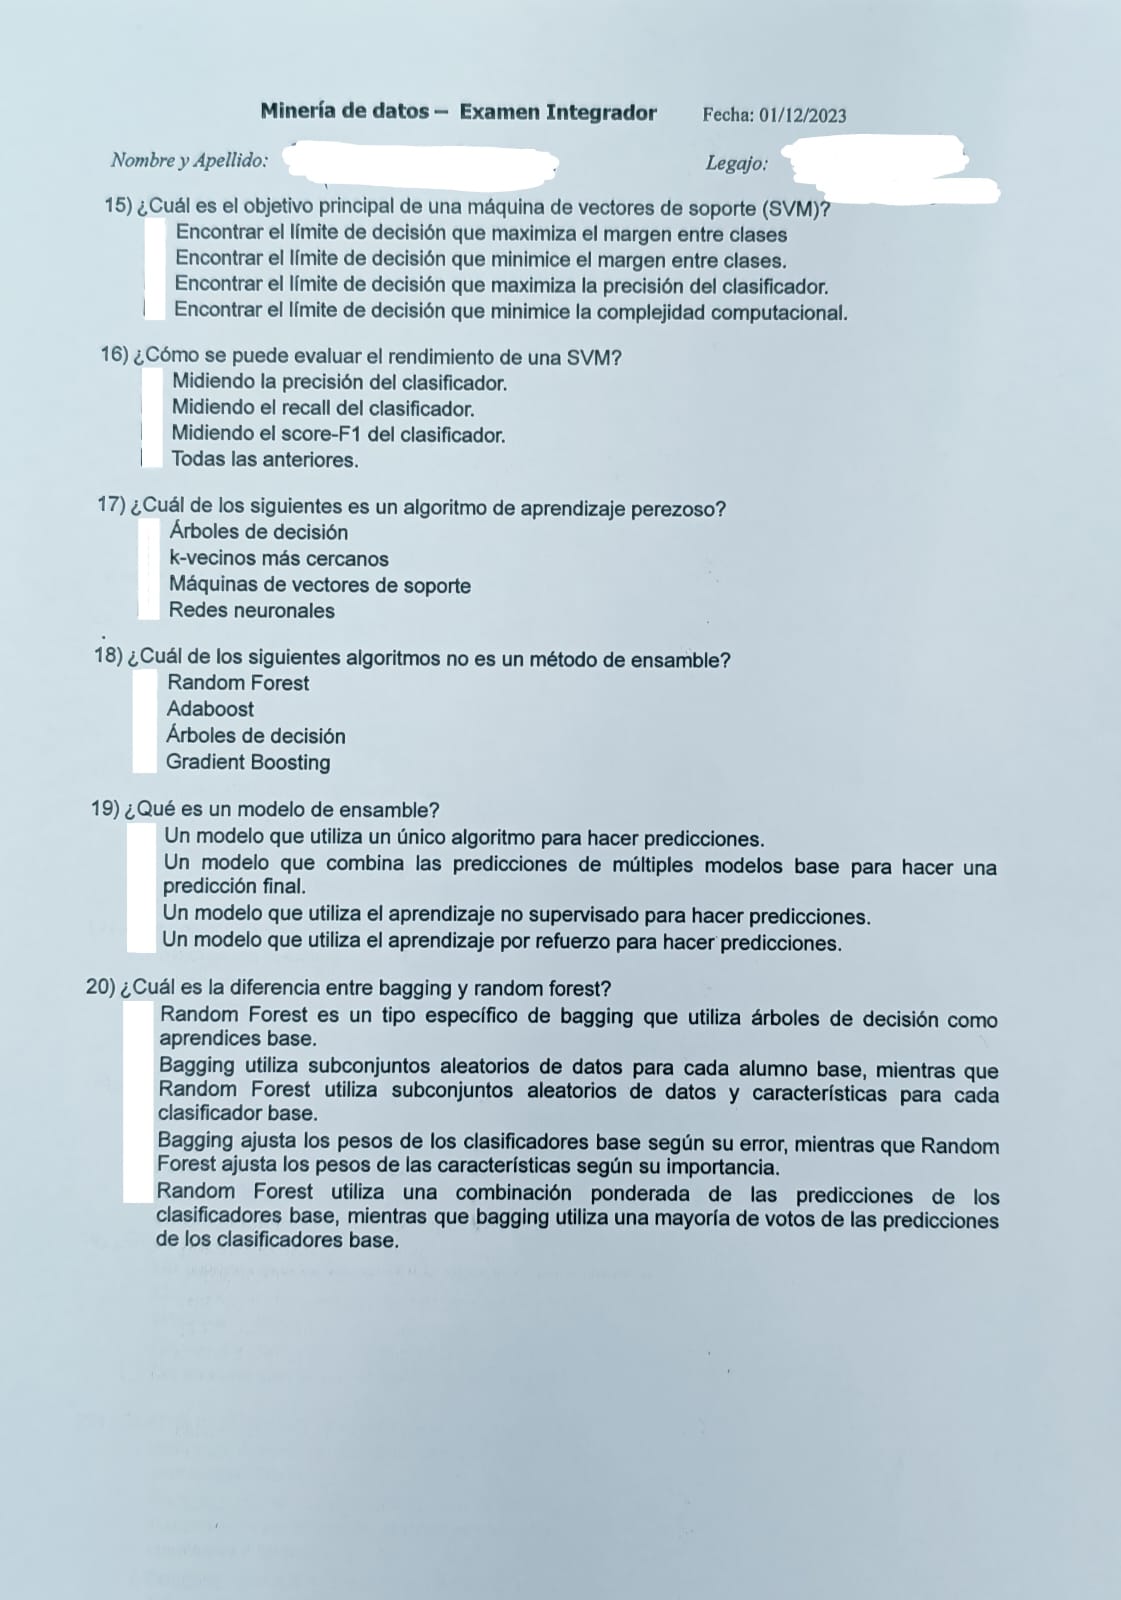 Minería de datos – Examen Integrador Fecha: 01/12/2023
Nombre y Apellido: Legajo:
15) ¿Cuál es el objetivo principal de una máquina de vectores de soporte (SVM)?
Encontrar el límite de decisión que maximiza el margen entre clases
Encontrar el límite de decisión que minimice el margen entre clases.
Encontrar el límite de decisión que maximiza la precisión del clasificador.
Encontrar el límite de decisión que minimice la complejidad computacional.
16) ¿Cómo se puede evaluar el rendimiento de una SVM?
Midiendo la precisión del clasificador.
Midiendo el recall del clasificador.
Midiendo el score-F1 del clasificador.
Todas las anteriores.
17) ¿Cuál de los siguientes es un algoritmo de aprendizaje perezoso?
Árboles de decisión
k-vecinos más cercanos
Máquinas de vectores de soporte
Redes neuronales
18) ¿Cuál de los siguientes algoritmos no es un método de ensamble?
Random Forest
Adaboost
Árboles de decisión
Gradient Boosting
19) ¿Qué es un modelo de ensamble?
Un modelo que utiliza un único algoritmo para hacer predicciones.
Un modelo que combina las predicciones de múltiples modelos base para hacer una
predicción final.
Un modelo que utiliza el aprendizaje no supervisado para hacer predicciones.
Un modelo que utiliza el aprendizaje por refuerzo para hacer predicciones.
20) ¿Cuál es la diferencia entre bagging y random forest?
Random Forest es un tipo específico de bagging que utiliza árboles de decisión como
aprendices base.
Bagging utiliza subconjuntos aleatorios de datos para cada alumno base, mientras que
Random Forest utiliza subconjuntos aleatorios de datos y características para cada
clasificador base.
Bagging ajusta los pesos de los clasificadores base según su error, mientras que Random
Forest ajusta los pesos de las características según su importancia.
Random Forest utiliza una combinación ponderada de las predicciones de los
clasificadores base, mientras que bagging utiliza una mayoría de votos de las predicciones
de los clasificadores base.